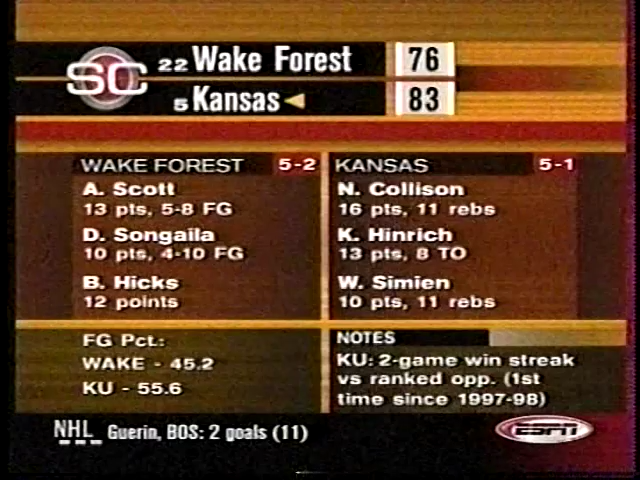 SC
22 Wake Forest 76
5 Kansas 83
WAKE FOREST 5-2
A. Scott
13 pts, 5-8 FG
D. Songaila
10 pts, 4-10 FG
B. Hicks
12 points
KANSAS 5-1
N. Collison
16 pts, 11 rebs
K. Hinrich
13 pts, 8 TO
W. Simien
10 pts, 11 rebs
FG Pct.:
WAKE - 45.2
KU - 55.6
NOTES
KU: 2-game win streak
vs ranked opp. (1st
time since 1997-98)
NHL Guerin, BOS: 2 goals (11)
ESPN